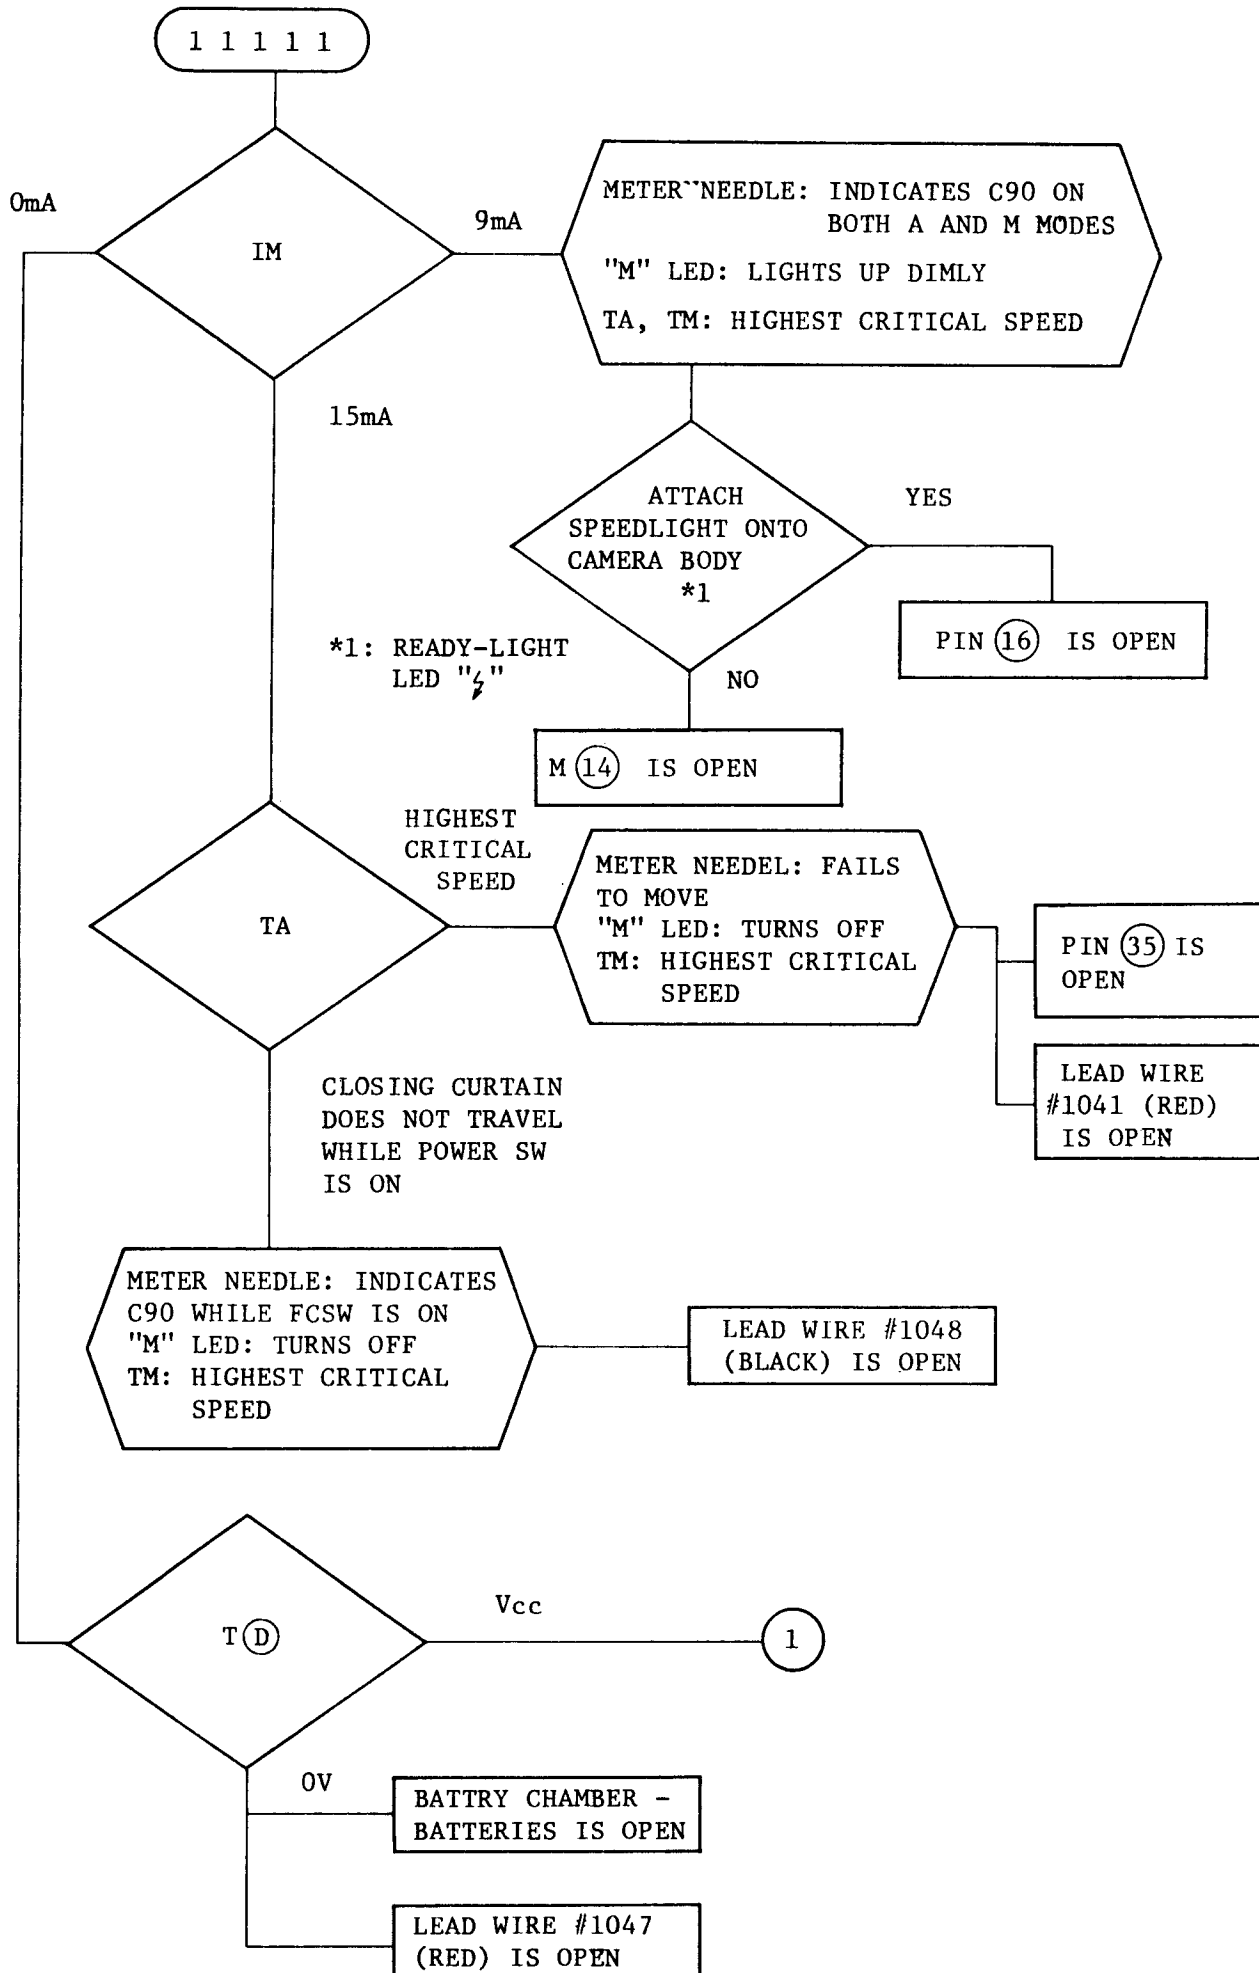 1 1 1 1 1
0mA
IM
9mA
METER NEEDLE: INDICATES C90 ON
BOTH A AND M MODES
"M" LED: LIGHTS UP DIMLY
TA, TM: HIGHEST CRITICAL SPEED
15mA
ATTACH
SPEEDLIGHT ONTO
CAMERA BODY
*1
YES
PIN 16 IS OPEN
*1: READY-LIGHT
LED "⚡"
NO
M 14 IS OPEN
TA
HIGHEST
CRITICAL
SPEED
METER NEEDEL: FAILS
TO MOVE
"M" LED: TURNS OFF
TM: HIGHEST CRITICAL
SPEED
PIN 35 IS
OPEN
LEAD WIRE
#1041 (RED)
IS OPEN
CLOSING CURTAIN
DOES NOT TRAVEL
WHILE POWER SW
IS ON
METER NEEDLE: INDICATES
C90 WHILE FCSW IS ON
"M" LED: TURNS OFF
TM: HIGHEST CRITICAL
SPEED
LEAD WIRE #1048
(BLACK) IS OPEN
T D
Vcc
1
0V
BATTRY CHAMBER -
BATTERIES IS OPEN
LEAD WIRE #1047
(RED) IS OPEN